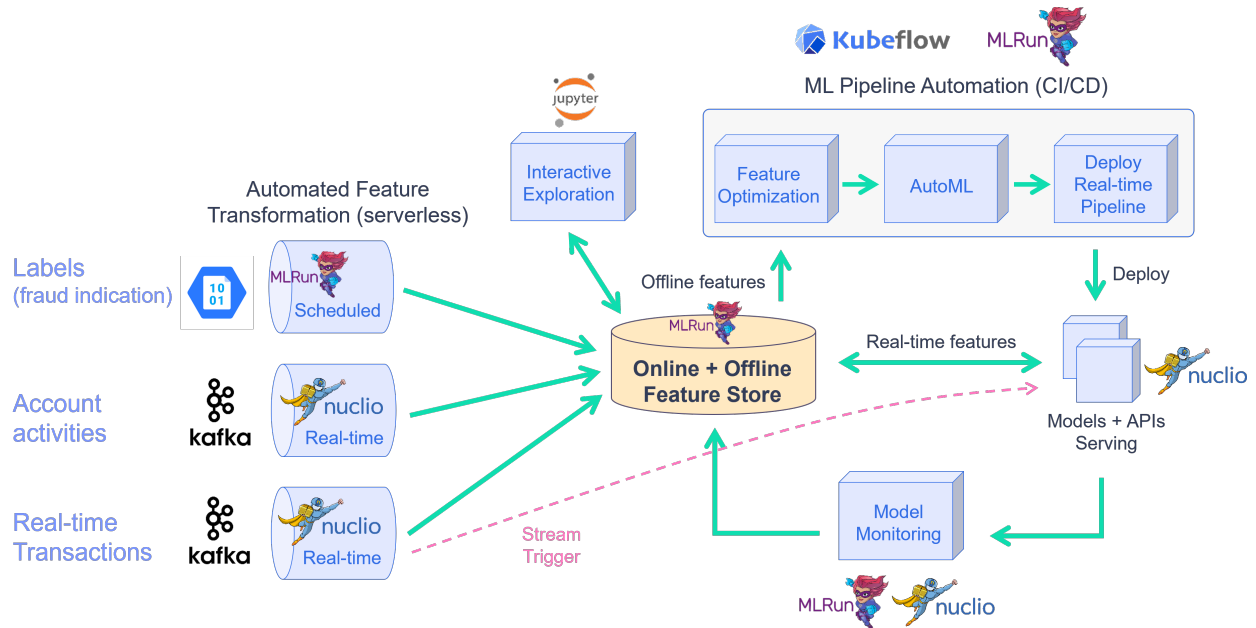 Kubeflow
MLRun
ML Pipeline Automation (CI/CD)
jupyter
Interactive
Exploration
Feature
Optimization
AutoML
Deploy
Real-time
Pipeline
Automated Feature
Transformation (serverless)
Labels
(fraud indication)
10
01
MLRun
Scheduled
Offline features
Deploy
MLRun
Online + Offline
Feature Store
Real-time features
nuclio
Models + APIs
Serving
Account
activities
kafka
nuclio
Real-time
Real-time
Transactions
kafka
nuclio
Real-time
Stream
Trigger
Model
Monitoring
MLRun
nuclio